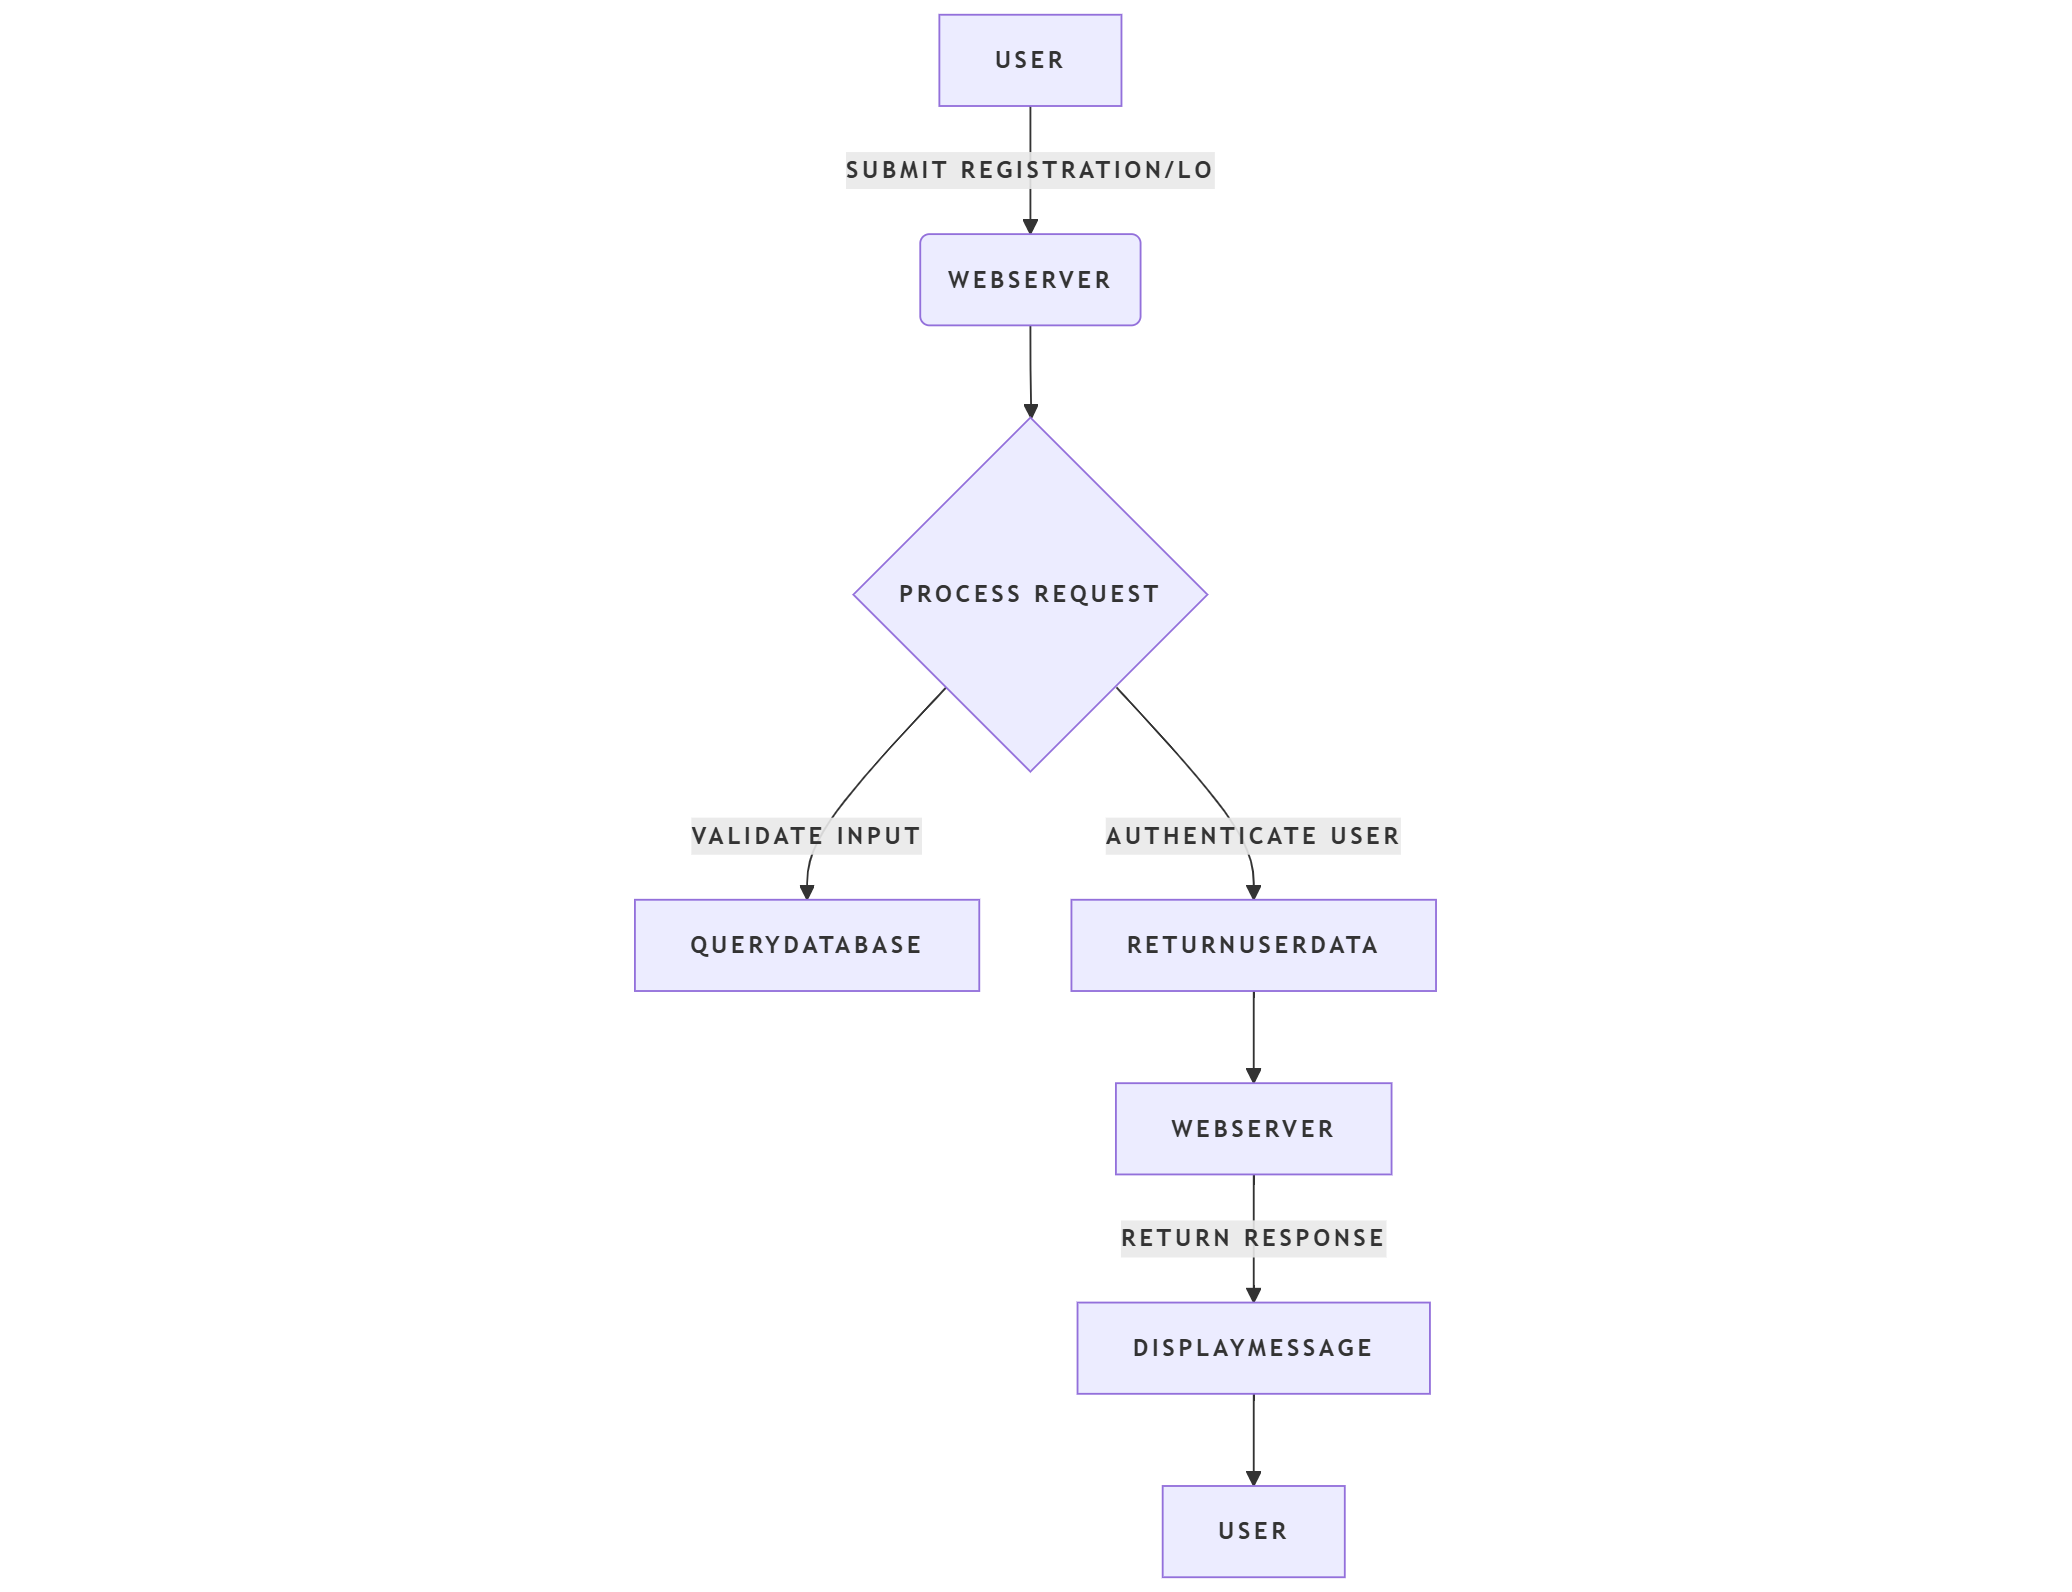 USER
SUBMIT REGISTRATION/LO
WEBSERVER
PROCESS REQUEST
VALIDATE INPUT
AUTHENTICATE USER
QUERYDATABASE
RETURNUSERDATA
WEBSERVER
RETURN RESPONSE
DISPLAYMESSAGE
USER